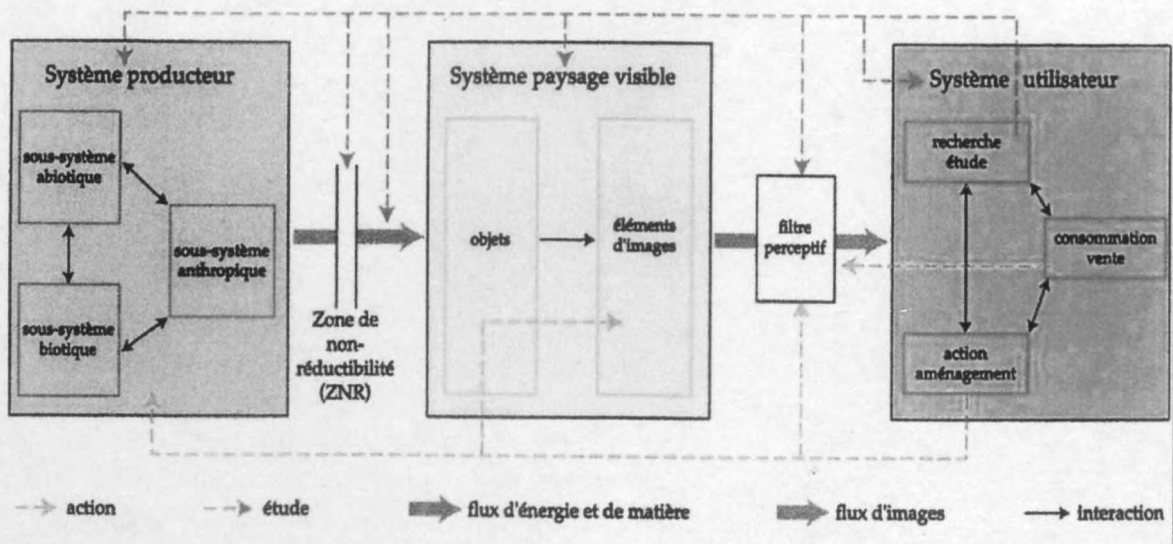 Système producteur
sous-système
abiotique
sous-système
anthropique
sous-système
biotique
Zone de
non-
réductibilité
(ZNR)
Système paysage visible
objets
éléments
d'images
filtre
perceptif
Système utilisateur
recherche
étude
consommation
vente
action
aménagement
action
étude
flux d'énergie et de matière
flux d'images
interaction